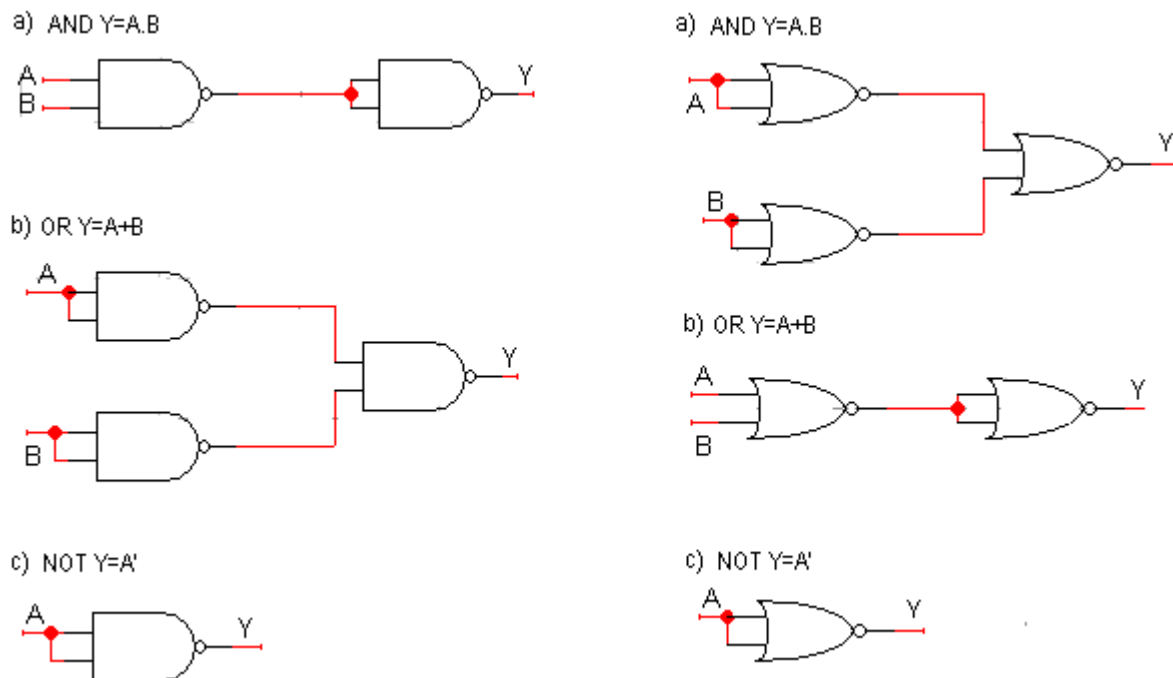 a) AND Y=A.B
A
B
Y
b) OR Y=A+B
A
B
Y
c) NOT Y=A'
A
Y
a) AND Y=A.B
A
B
Y
b) OR Y=A+B
A
B
Y
c) NOT Y=A'
A
Y